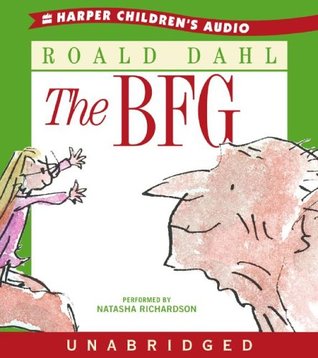 HARPER CHILDREN'S AUDIO
ROALD DAHL
The BFG
PERFORMED BY
NATASHA RICHARDSON
UNABRIDGED